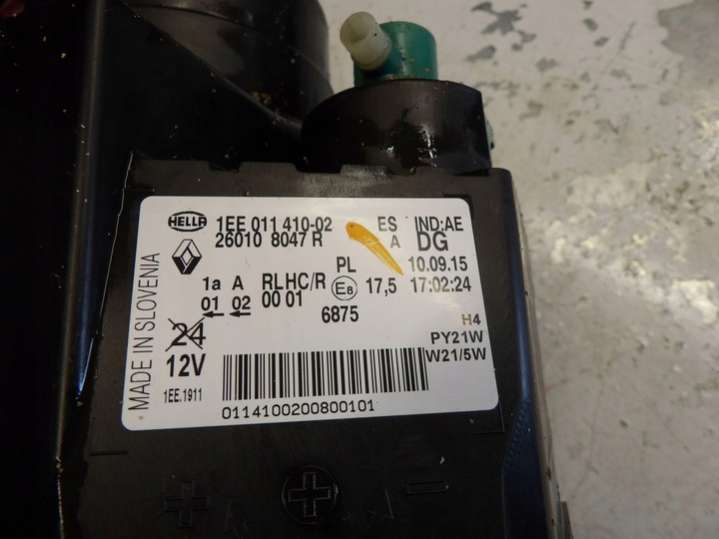 HELLA 1EE 011 410-02 ES IND:AE
26010 8047 R A DG
PL 10.09.15
1a A RLHC/R E8 17,5 17:02:24
01 02 00 01 6875
24
12V
1EE.1911
H4
PY21W
W21/5W
0114100200800101
MADE IN SLOVENIA